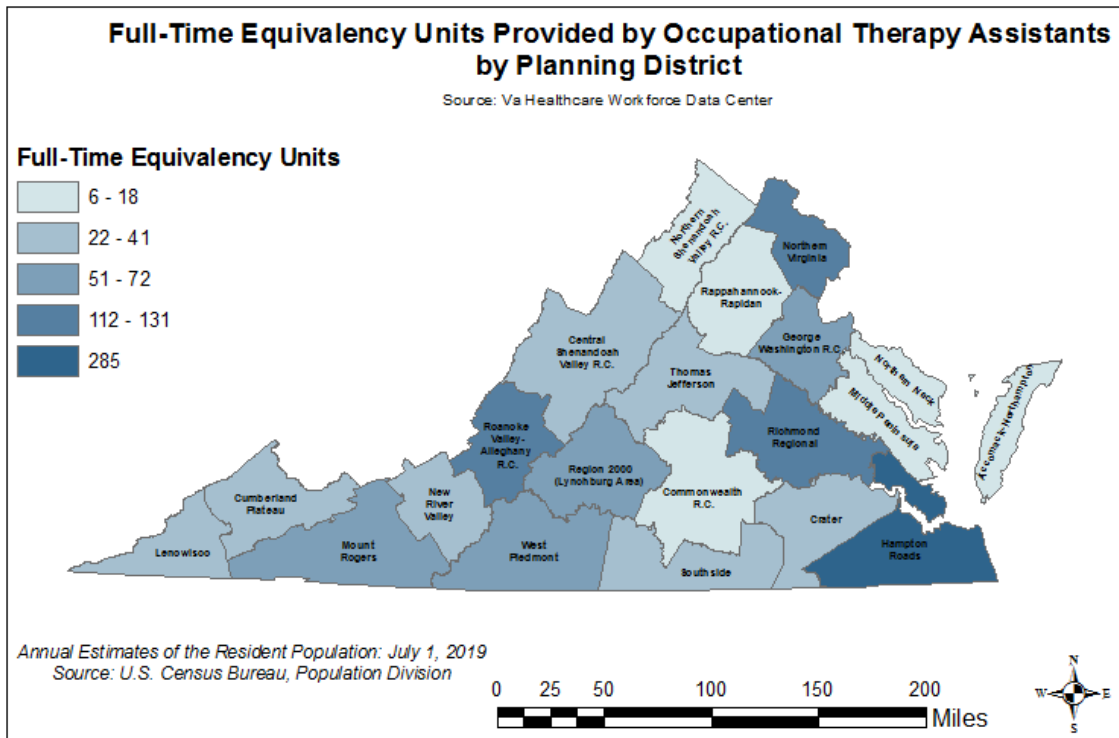 Full-Time Equivalency Units Provided by Occupational Therapy Assistants
by Planning District
Source: Va Healthcare Workforce Data Center
Full-Time Equivalency Units
6 - 18
22 - 41
51 - 72
112 - 131
285
Northern
Shenandoah
Valley R.C.
Northern
Virginia
Rappahannock-
Rapidan
George
Washington R.C.
Central
Shenandoah
Valley R.C.
Thomas
Jefferson
Northern Neck
Middle Peninsula
Accomack-Northampton
Roanoke
Valley-
Alleghany
R.C.
Richmond
Regional
Region 2000
(Lynchburg Area)
Commonwealth
R.C.
New
River
Valley
Cumberland
Plateau
Crater
Lenowisco
Mount
Rogers
West
Piedmont
Southside
Hampton
Roads
Annual Estimates of the Resident Population: July 1, 2019
Source: U.S. Census Bureau, Population Division
0 25 50 100 150 200
Miles
N
W E
S